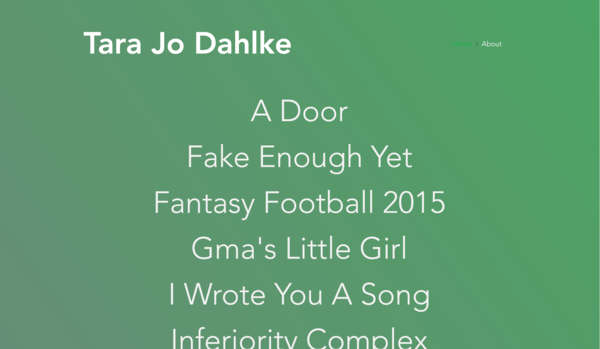 Tara Jo Dahlke
About
A Door
Fake Enough Yet
Fantasy Football 2015
Gma's Little Girl
I Wrote You A Song
Inferiority Complex